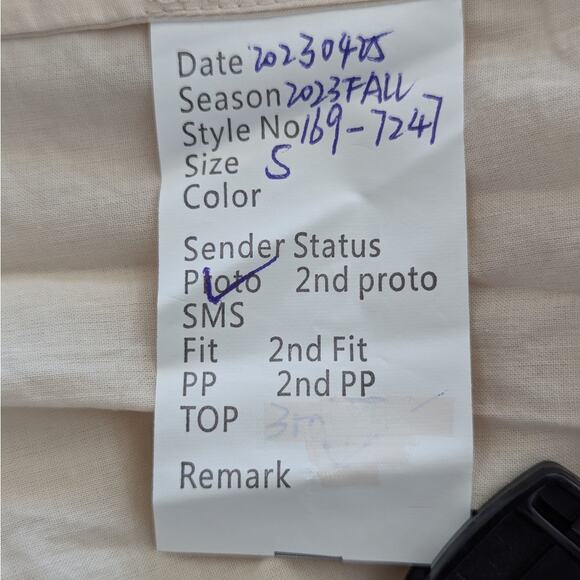 Date 20230425
Season 2023FALL
Style No 169-7247
Size S
Color
Sender Status
Proto 2nd proto
SMS
Fit 2nd Fit
PP 2nd PP
TOP
Remark